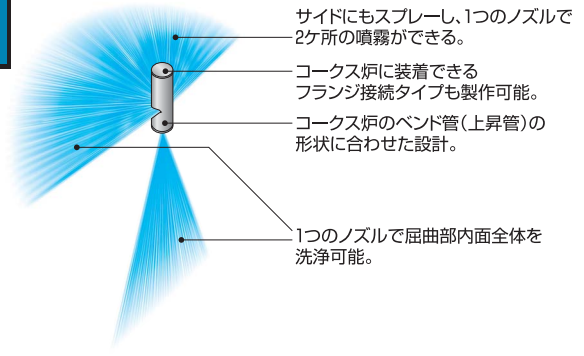 サイドにもスプレーし、1つのノズルで
2ケ所の噴霧ができる。
コークス炉に装着できる
フランジ接続タイプも製作可能。
コークス炉のベンド管(上昇管)の
形状に合わせた設計。
1つのノズルで屈曲部内面全体を
洗浄可能。